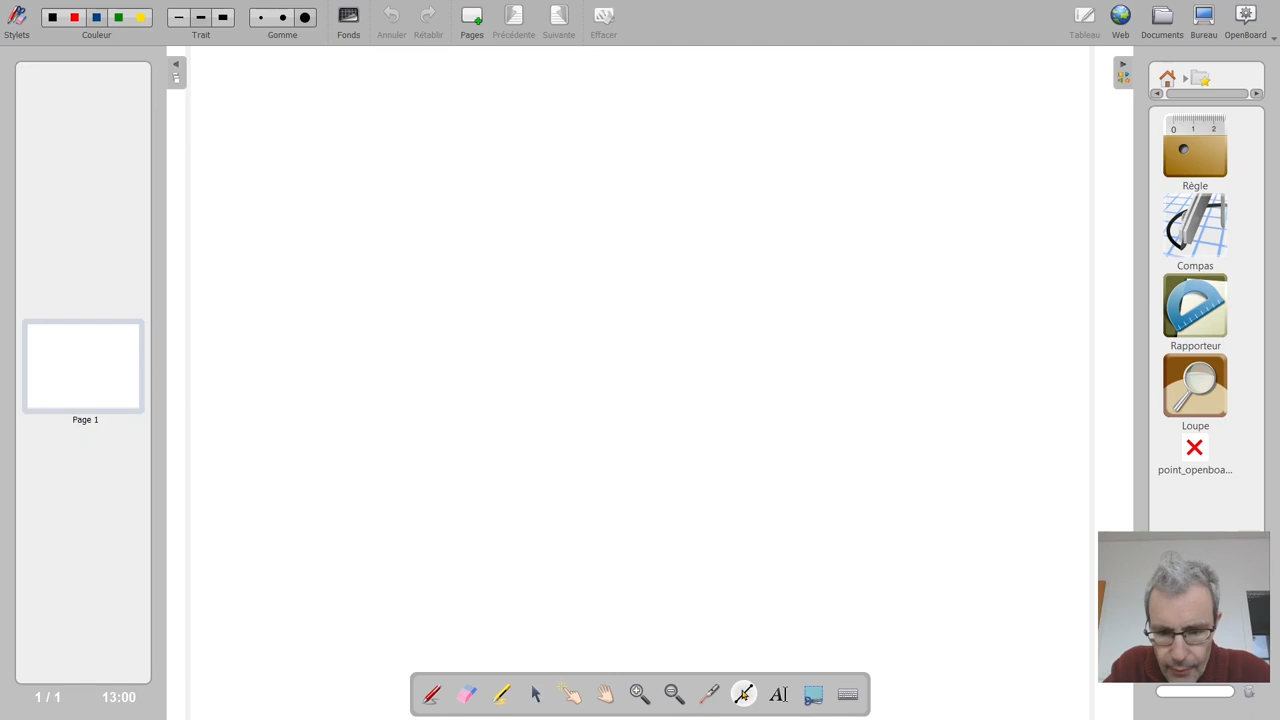 Stylets
Couleur
Trait
Gomme
Fonds
Annuler
Rétablir
Pages
Précédente
Suivante
Effacer
Tableau
Web
Documents
Bureau
OpenBoard
0 1 2
Règle
Compas
Rapporteur
Loupe
point_openboa...
Page 1
1 / 1
13:00
AI